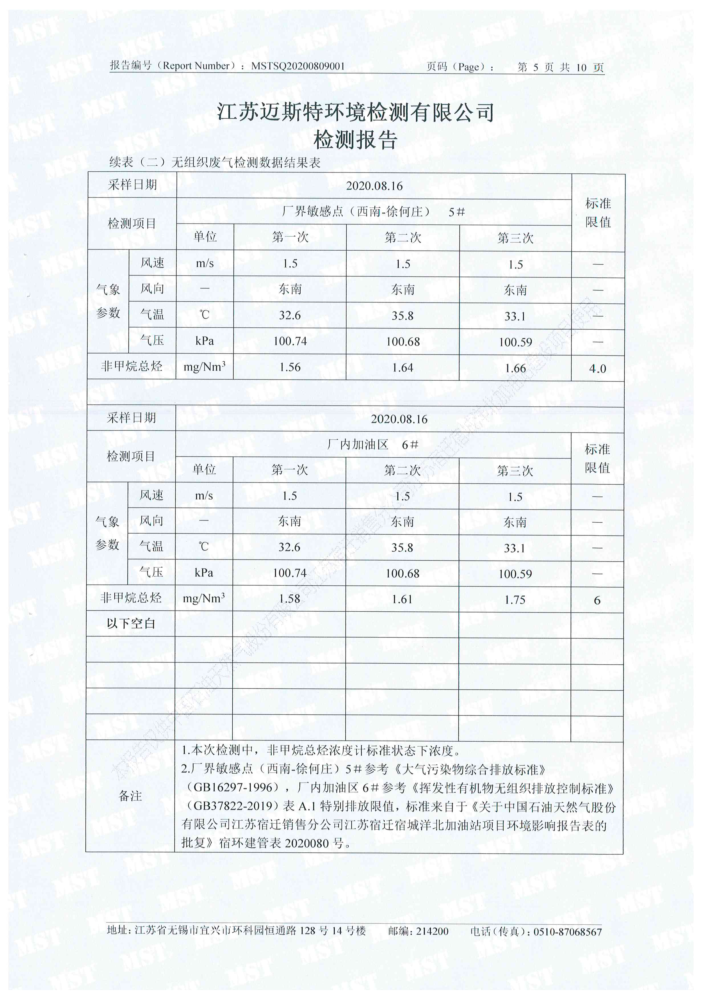 报告编号（Report Number）：MSTSQ20200809001 页码（Page）： 第 5 页 共 10 页
江苏迈斯特环境检测有限公司
检测报告
续表（二）无组织废气检测数据结果表
采样日期 2020.08.16 标准限值
检测项目 厂界敏感点（西南-徐何庄） 5＃
单位 第一次 第二次 第三次
气象参数 风速 m/s 1.5 1.5 1.5 —
风向 — 东南 东南 东南 —
气温 ℃ 32.6 35.8 33.1 —
气压 kPa 100.74 100.68 100.59 —
非甲烷总烃 mg/Nm³ 1.56 1.64 1.66 4.0
采样日期 2020.08.16
检测项目 厂内加油区 6＃ 标准限值
单位 第一次 第二次 第三次
气象参数 风速 m/s 1.5 1.5 1.5 —
风向 — 东南 东南 东南 —
气温 ℃ 32.6 35.8 33.1 —
气压 kPa 100.74 100.68 100.59 —
非甲烷总烃 mg/Nm³ 1.58 1.61 1.75 6
以下空白
备注
1.本次检测中，非甲烷总烃浓度计标准状态下浓度。
2.厂界敏感点（西南-徐何庄）5＃参考《大气污染物综合排放标准》
（GB16297-1996），厂内加油区 6＃参考《挥发性有机物无组织排放控制标准》
（GB37822-2019）表 A.1 特别排放限值，标准来自于《关于中国石油天然气股份
有限公司江苏宿迁销售分公司江苏宿迁宿城洋北加油站项目环境影响报告表的
批复》宿环建管表 2020080 号。
地址：江苏省无锡市宜兴市环科园恒通路 128 号 14 号楼 邮编：214200 电话（传真）：0510-87068567
MST